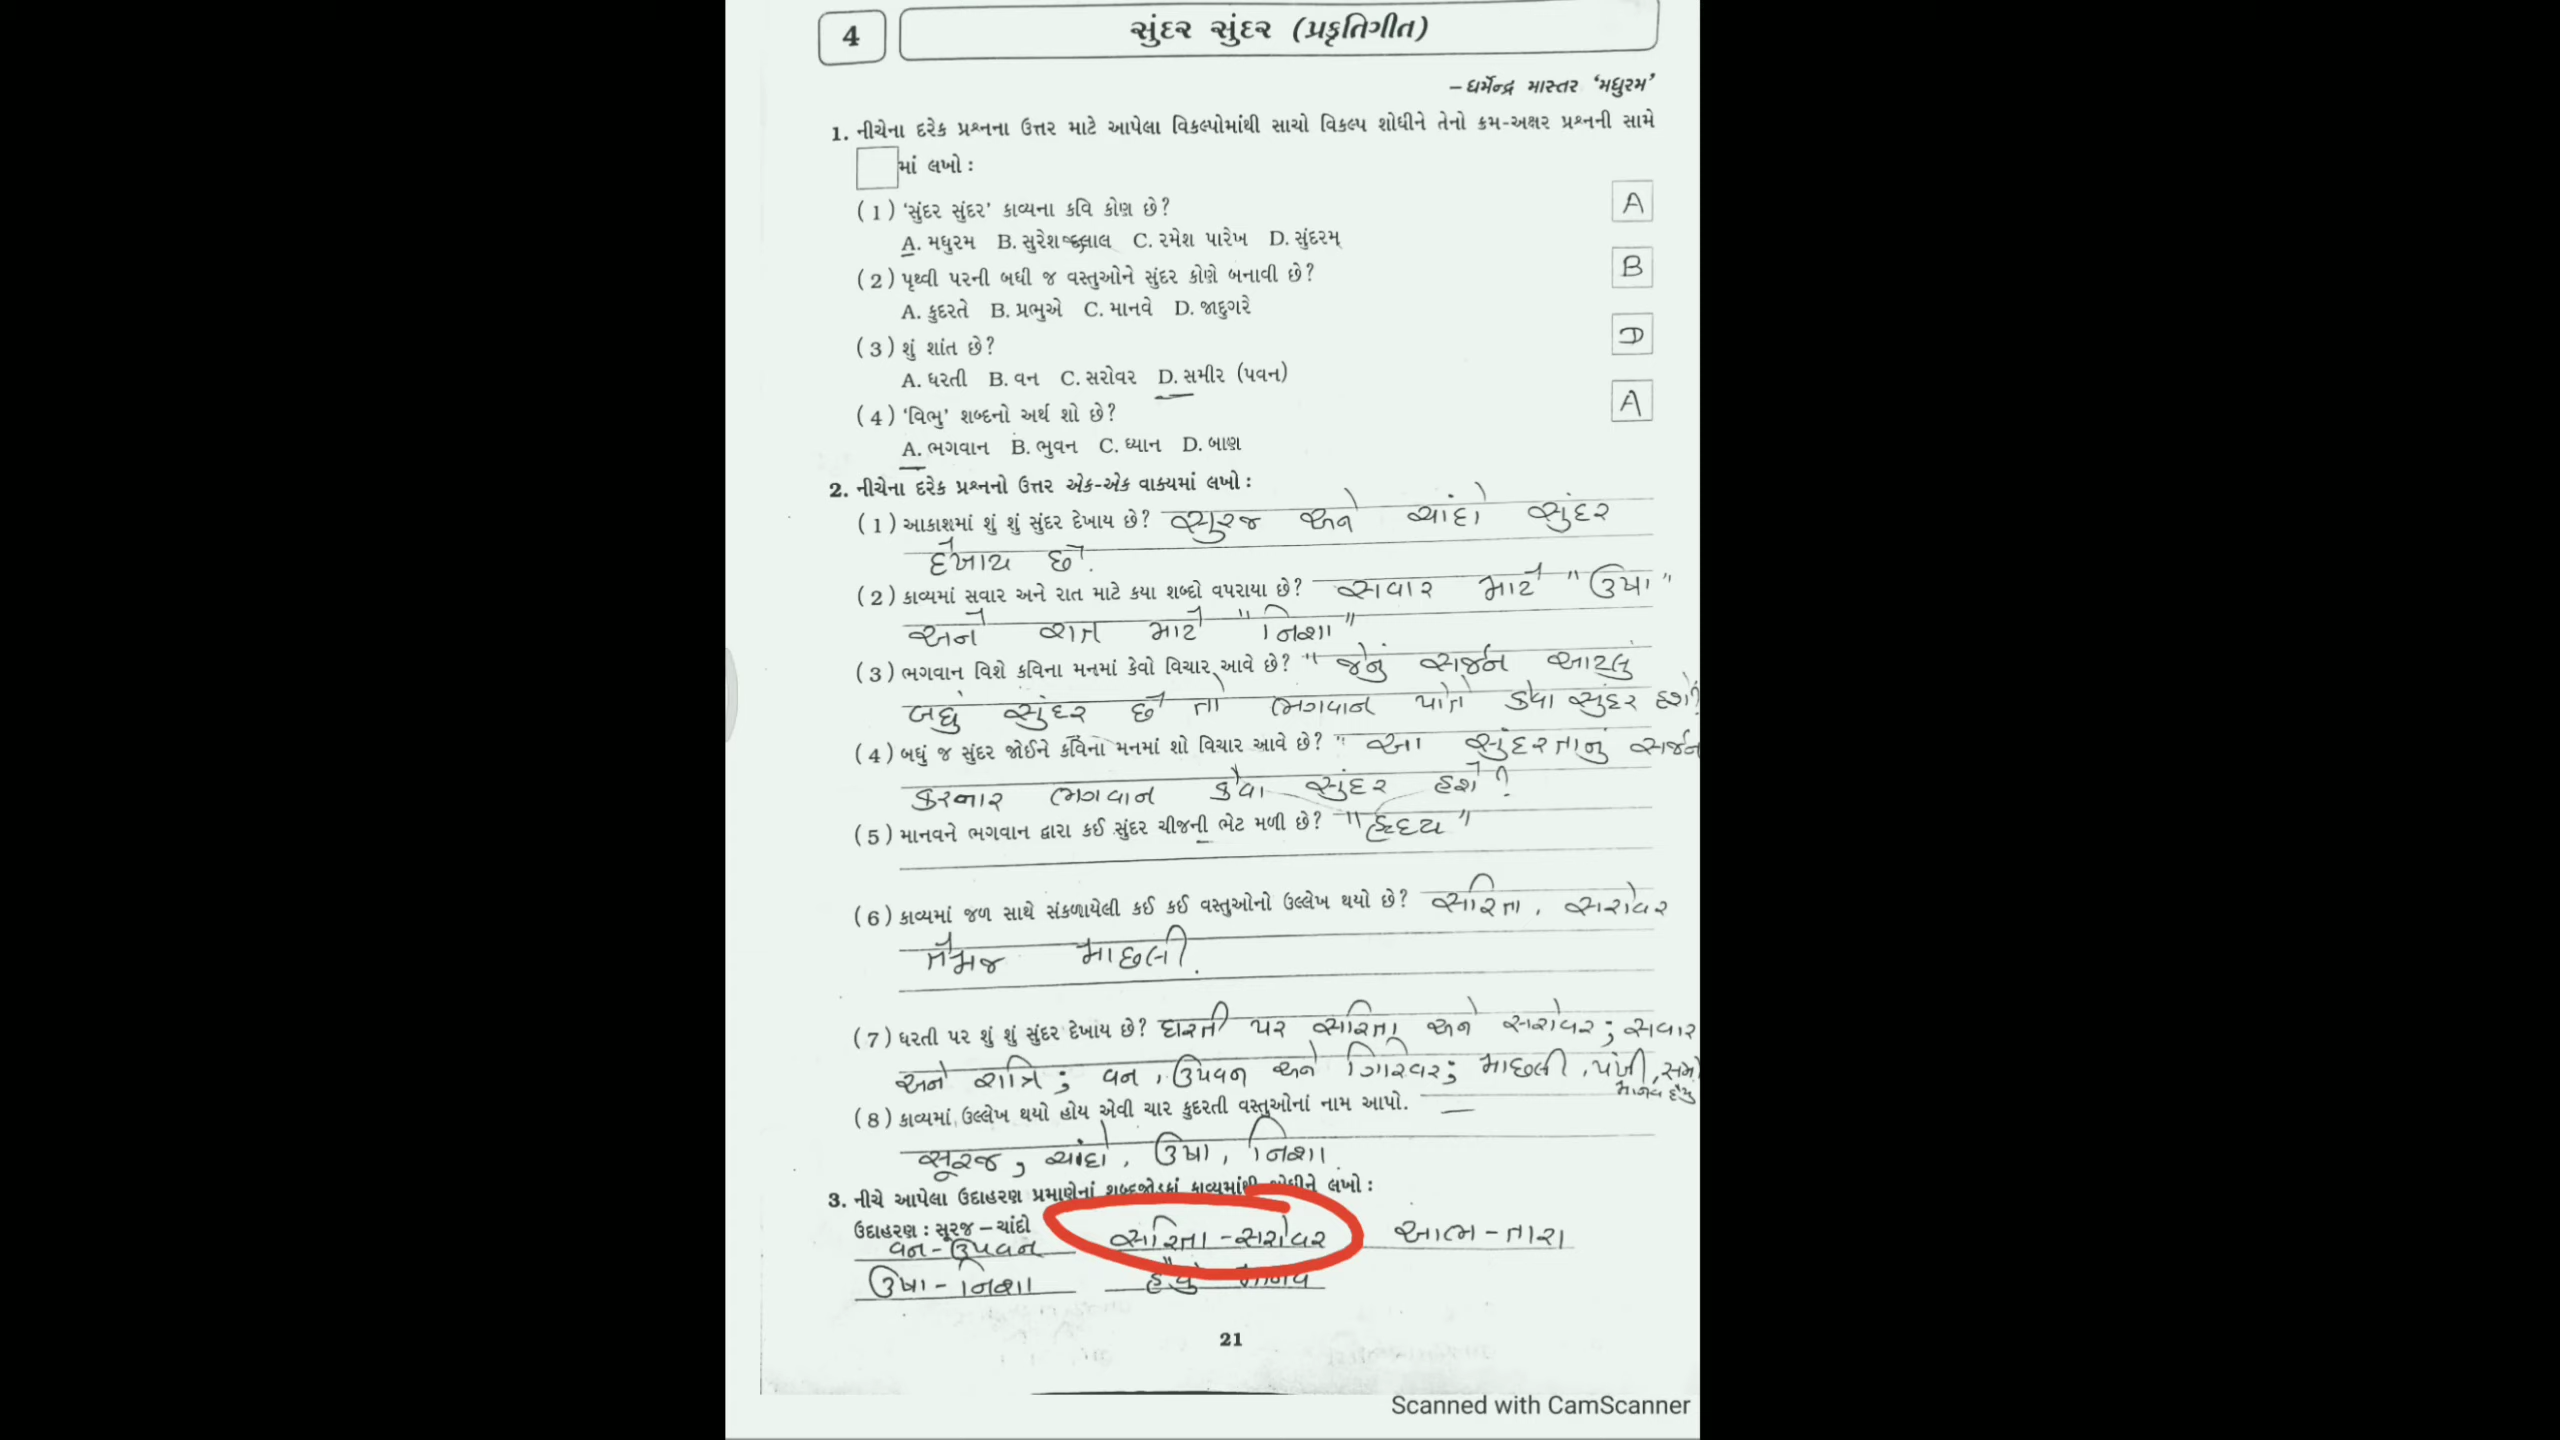 4
સુંદર સુંદર (પ્રકૃતિગીત)
– ધર્મેન્દ્ર માસ્તર ‘મધુરમ’
1. નીચેના દરેક પ્રશ્નના ઉત્તર માટે આપેલા વિકલ્પોમાંથી સાચો વિકલ્પ શોધીને તેનો ક્રમ-અક્ષર પ્રશ્નની સામે
માં લખો :
(1) ‘સુંદર સુંદર’ કાવ્યના કવિ કોણ છે? A
A. મધુરમ B. સુરેશ દલાલ C. રમેશ પારેખ D. સુંદરમ્
(2) પૃથ્વી પરની બધી જ વસ્તુઓને સુંદર કોણે બનાવી છે? B
A. કુદરતે B. પ્રભુએ C. માનવે D. જાદુગરે
(3) શું શાંત છે? D
A. ધરતી B. વન C. સરોવર D. સમીર (પવન)
(4) ‘વિભુ’ શબ્દનો અર્થ શો છે? A
A. ભગવાન B. ભુવન C. ધ્યાન D. બાણ
2. નીચેના દરેક પ્રશ્નનો ઉત્તર એક-એક વાક્યમાં લખો :
(1) આકાશમાં શું શું સુંદર દેખાય છે? સુરજ અને ચાંદો સુંદર
દેખાય છે.
(2) કાવ્યમાં સવાર અને રાત માટે કયા શબ્દો વપરાયા છે? સવાર માટે "ઉષા"
અને રાત માટે "નિશા"
(3) ભગવાન વિશે કવિના મનમાં કેવો વિચાર આવે છે? " જેનું સર્જન આટલું
બધું સુંદર છે તો ભગવાન પોતે કેવા સુંદર હશે?
(4) બધું જ સુંદર જોઈને કવિના મનમાં શો વિચાર આવે છે? " આ સુંદરતાનું સર્જન
કરનાર ભગવાન કેવા સુંદર હશે?
(5) માનવને ભગવાન દ્વારા કઈ સુંદર ચીજની ભેટ મળી છે? "હૃદય"
(6) કાવ્યમાં જળ સાથે સંકળાયેલી કઈ કઈ વસ્તુઓનો ઉલ્લેખ થયો છે? સરિતા, સરોવર
તેમજ માછલી.
(7) ધરતી પર શું શું સુંદર દેખાય છે? ધરતી પર સરિતા અને સરોવર; સવાર
અને રાત્રિ; વન, ઉપવન અને ગિરિવર; માછલી, પંખી,
માનવ હૈયુ
(8) કાવ્યમાં ઉલ્લેખ થયો હોય એવી ચાર કુદરતી વસ્તુઓનાં નામ આપો.
સૂરજ, ચાંદો, ઉષા, નિશા.
3. નીચે આપેલા ઉદાહરણ પ્રમાણેનાં શબ્દજોડકાં કાવ્યમાંથી શોધીને લખો :
ઉદાહરણ : સૂરજ – ચાંદો
વન - ઉપવન સરિતા - સરોવર આભ - તારા
ઉષા - નિશા હૈયું માનવ
21
Scanned with CamScanner